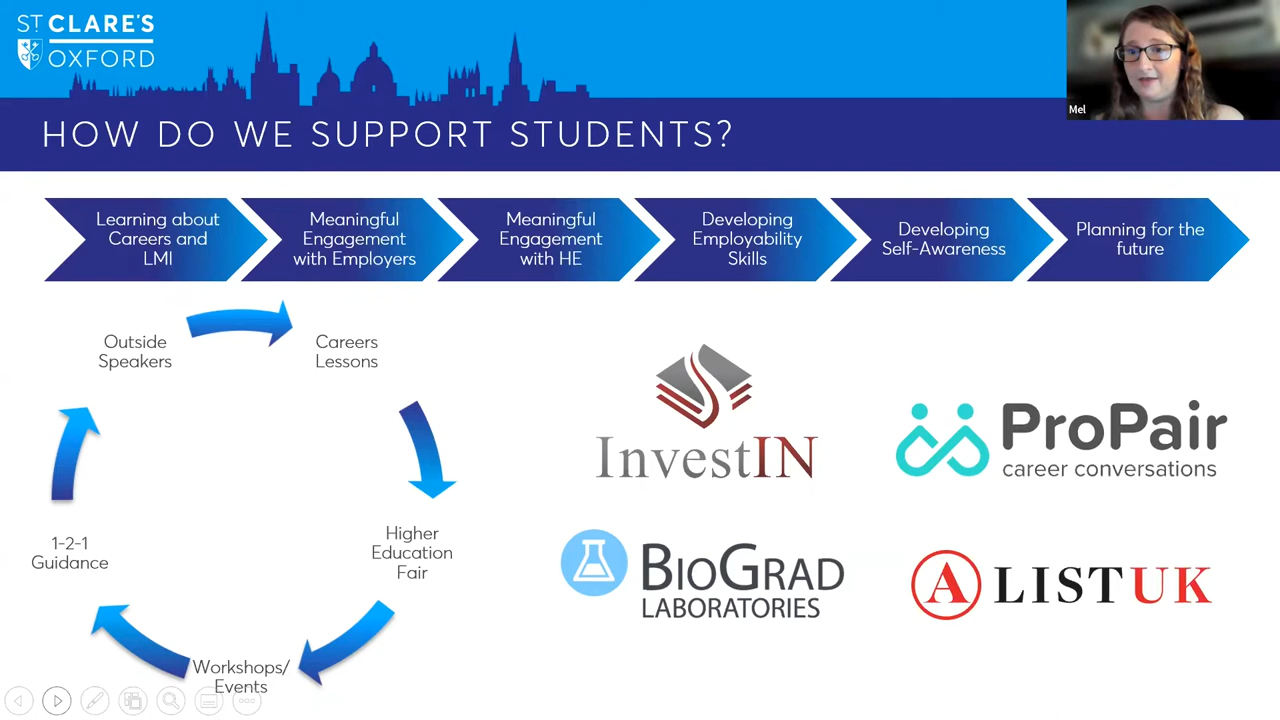 ST CLARE'S
OXFORD
Mel
HOW DO WE SUPPORT STUDENTS?
Learning about
Careers and
LMI
Meaningful
Engagement
with Employers
Meaningful
Engagement
with HE
Developing
Employability
Skills
Developing
Self-Awareness
Planning for the
future
Outside
Speakers
Careers
Lessons
Higher
Education
Fair
Workshops/
Events
1-2-1
Guidance
InvestIN
ProPair
career conversations
BIOGRAD
LABORATORIES
A LIST UK